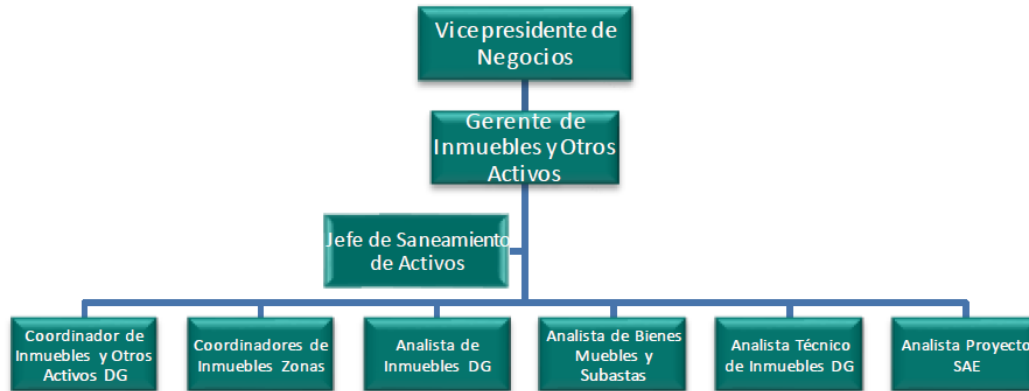 Vicepresidente de
Negocios
Gerente de
Inmuebles y Otros
Activos
Jefe de Saneamiento
de Activos
Coordinador de
Inmuebles y Otros
Activos DG
Coordinadores de
Inmuebles Zonas
Analista de
Inmuebles DG
Analista de Bienes
Muebles y
Subastas
Analista Técnico
de Inmuebles DG
Analista Proyecto
SAE